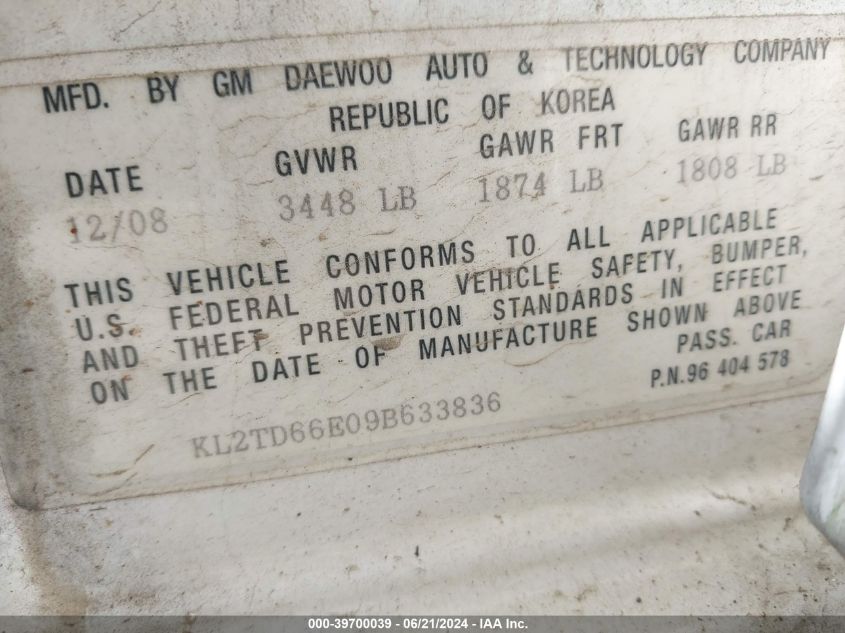 MFD. BY GM DAEWOO AUTO & TECHNOLOGY COMPANY
REPUBLIC OF KOREA
DATE GVWR GAWR FRT GAWR RR
12/08 3448 LB 1874 LB 1808 LB
THIS VEHICLE CONFORMS TO ALL APPLICABLE
U.S. FEDERAL MOTOR VEHICLE SAFETY, BUMPER,
AND THEFT PREVENTION STANDARDS IN EFFECT
ON THE DATE OF MANUFACTURE SHOWN ABOVE
PASS. CAR
P.N.96 404 578
KL2TD66E09B633836
000-39700039 - 06/21/2024 - IAA Inc.